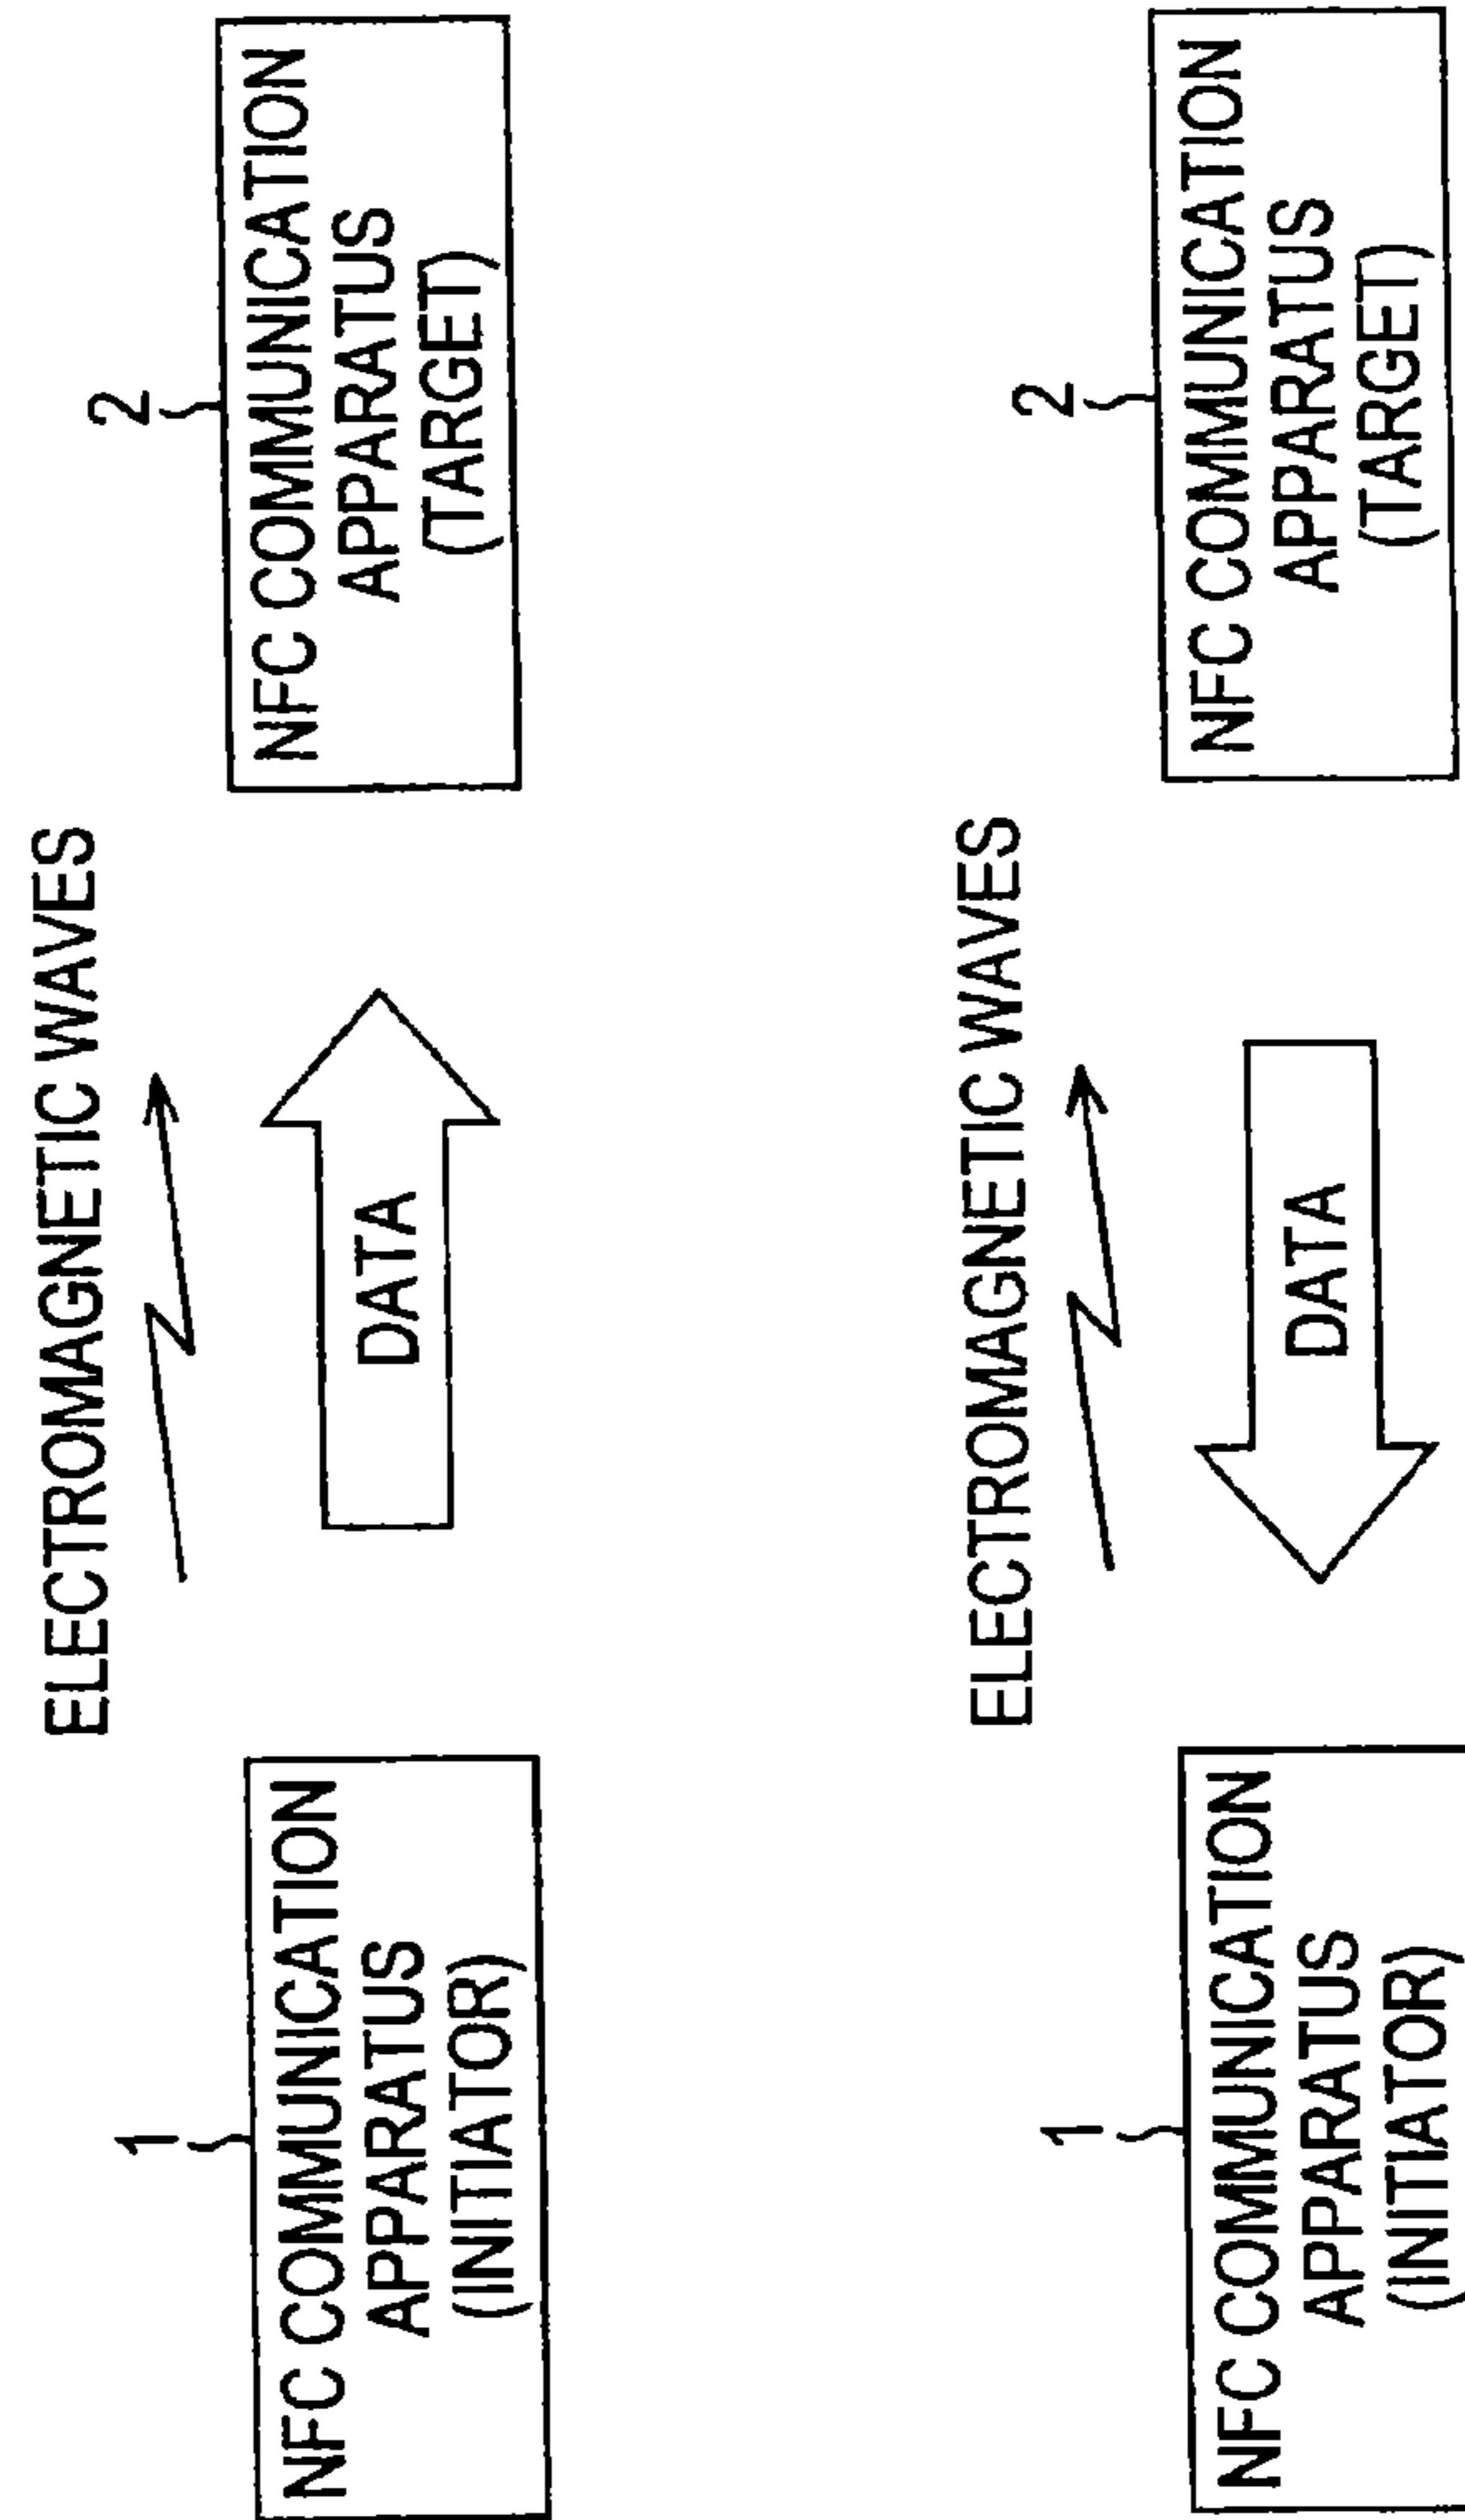 ELECTROMAGNETIC WAVES
1
2
NFC COMMUNICATION
APPARATUS
(INITIATOR)
DATA
NFC COMMUNICATION
APPARATUS
(TARGET)
ELECTROMAGNETIC WAVES
1
2
NFC COMMUNICATION
APPARATUS
(INITIATOR)
DATA
NFC COMMUNICATION
APPARATUS
(TARGET)